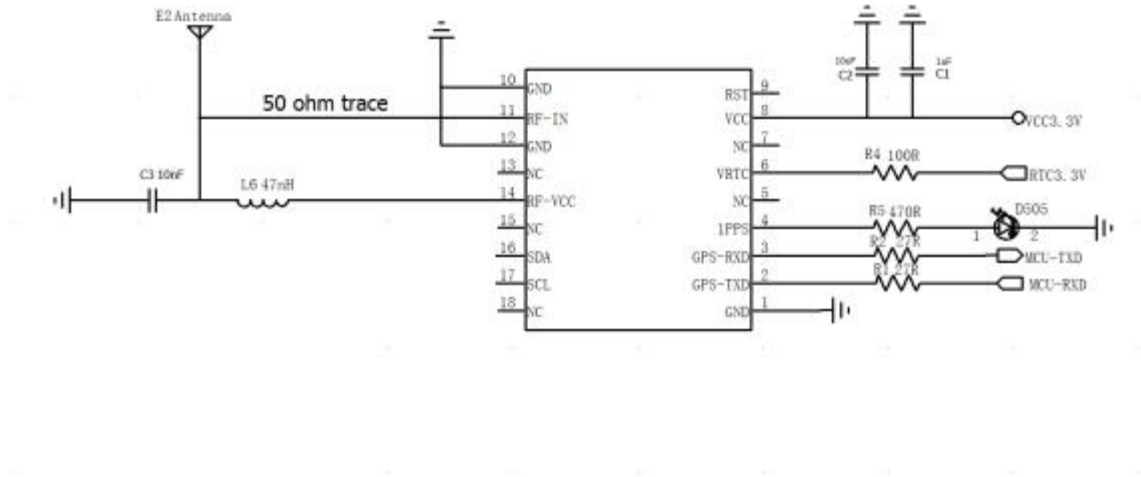 E2 Antenna
50 ohm trace
C3 10nF
L6 47nH
10 GND
11 RF-IN
12 GND
13 NC
14 RF-VCC
15 NC
16 SDA
17 SCL
18 NC
RST 9
VCC 8
NC 7
VRTC 6
NC 5
1PPS 4
GPS-RXD 3
GPS-TXD 2
GND 1
10uF
C2
1uF
C1
VCC3.3V
R4 100R
RTC3.3V
R5 470R
D505
1 2
R2 27R
MCU-TXD
R1 27R
MCU-RXD